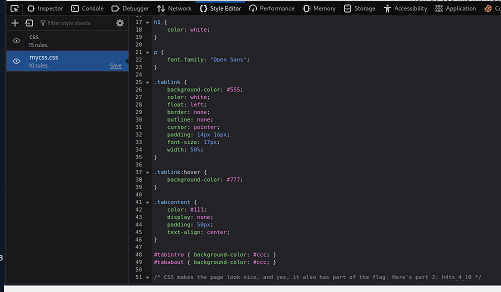 Inspector Console Debugger Network Style Editor Performance Memory Storage Accessibility Application
Filter style sheets
css
15 rules.
mycss.css
10 rules. Save
17 h1 {
18 color: white;
19 }
20
21 p {
22 font-family: "Open Sans";
23 }
24
25 .tablink {
26 background-color: #555;
27 color: white;
28 float: left;
29 border: none;
30 outline: none;
31 cursor: pointer;
32 padding: 14px 16px;
33 font-size: 17px;
34 width: 50%;
35 }
36
37 .tablink:hover {
38 background-color: #777;
39 }
40
41 .tabcontent {
42 color: #111;
43 display: none;
44 padding: 50px;
45 text-align: center;
46 }
47
48 #tabintro { background-color: #ccc; }
49 #tababout { background-color: #ccc; }
50
51 /* CSS makes the page look nice, and yes, it also has part of the flag. Here's part 2: h4ts_4_l0 */